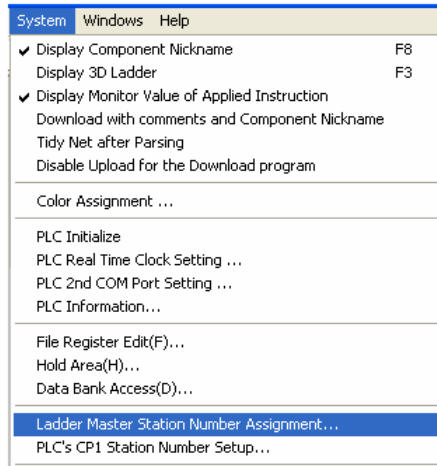 System Windows Help
✓ Display Component Nickname F8
Display 3D Ladder F3
✓ Display Monitor Value of Applied Instruction
Download with comments and Component Nickname
Tidy Net after Parsing
Disable Upload for the Download program
Color Assignment ...
PLC Initialize
PLC Real Time Clock Setting ...
PLC 2nd COM Port Setting ...
PLC Information...
File Register Edit(F)...
Hold Area(H)...
Data Bank Access(D)...
Ladder Master Station Number Assignment...
PLC's CP1 Station Number Setup...